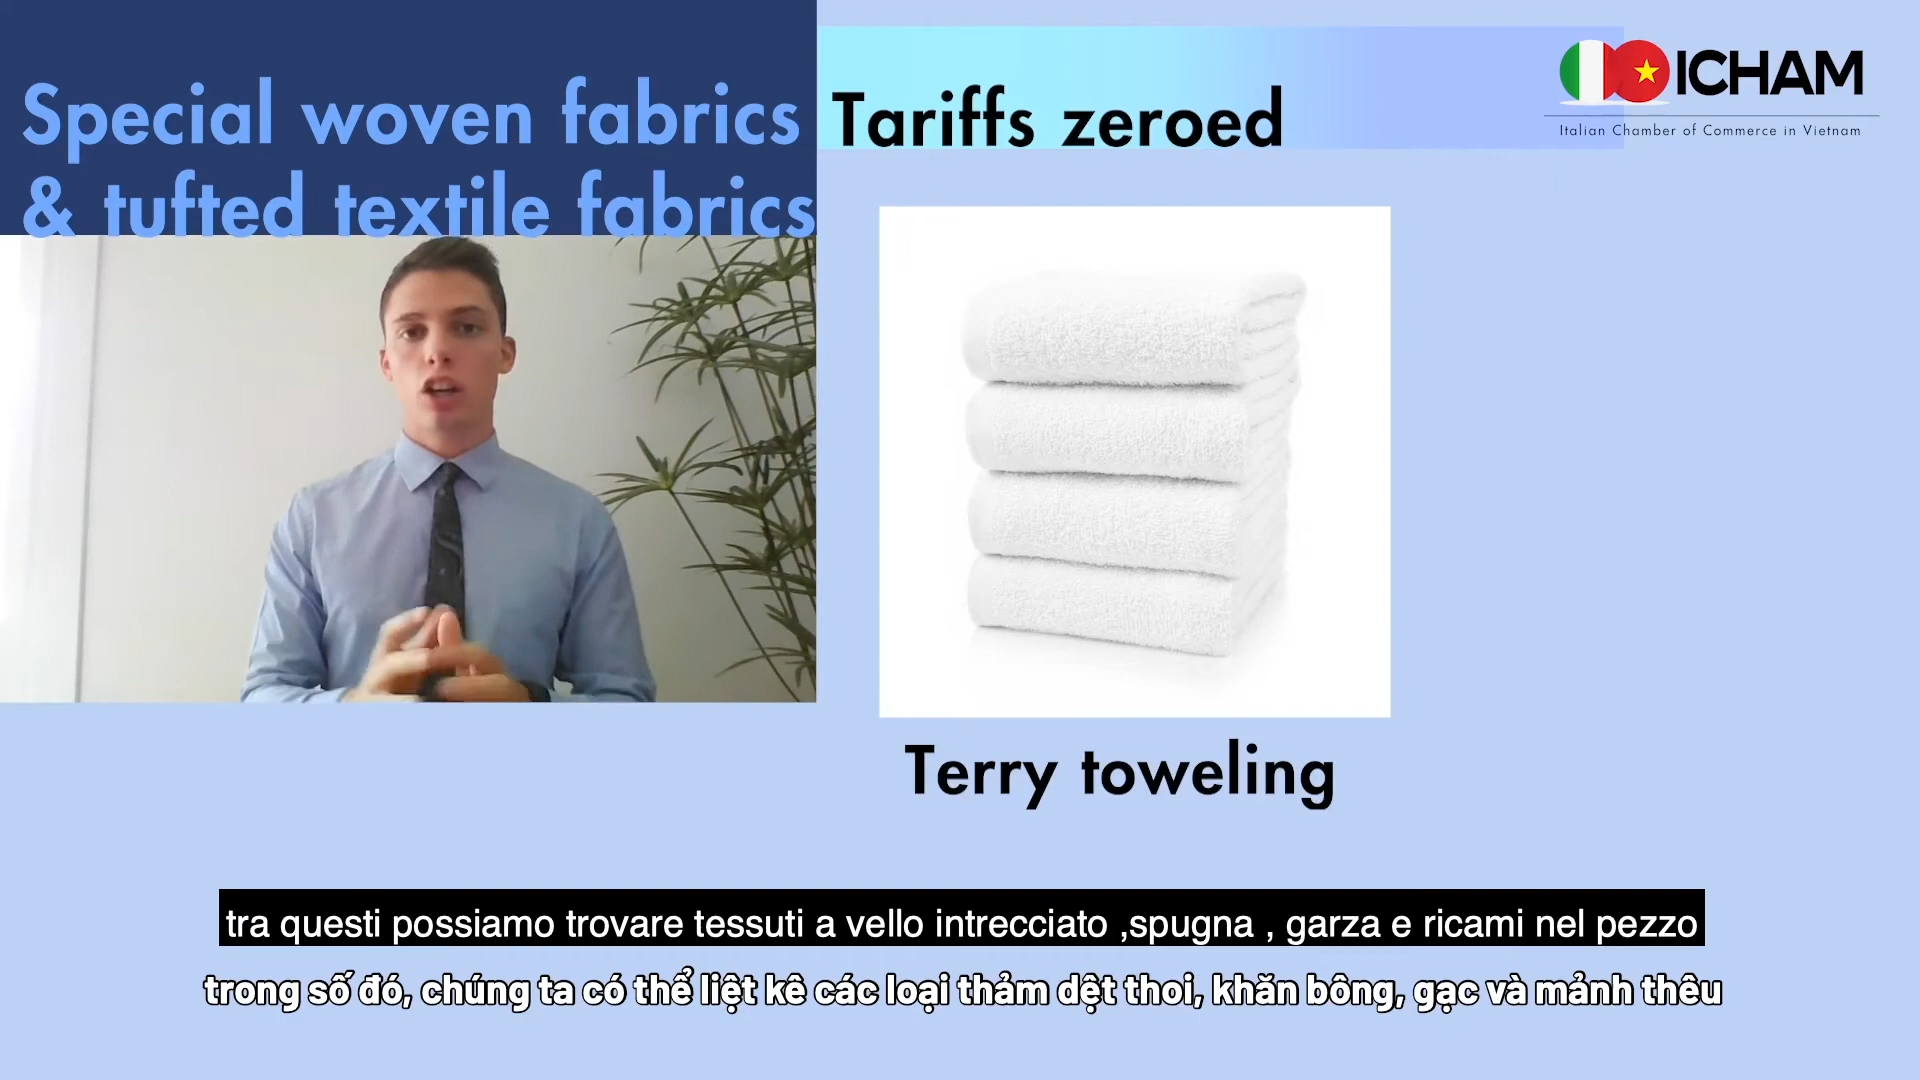 Special woven fabrics
& tufted textile fabrics
Tariffs zeroed
ICHAM
Italian Chamber of Commerce in Vietnam
Terry toweling
tra questi possiamo trovare tessuti a vello intrecciato ,spugna , garza e ricami nel pezzo
trong số đó, chúng ta có thể liệt kê các loại thảm dệt thoi, khăn bông, gạc và mảnh thêu